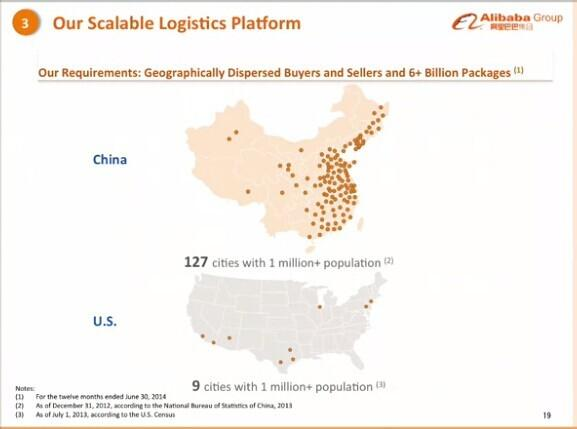 3
Our Scalable Logistics Platform
Alibaba Group
阿里巴巴集团
Our Requirements: Geographically Dispersed Buyers and Sellers and 6+ Billion Packages (1)
China
127 cities with 1 million+ population (2)
U.S.
9 cities with 1 million+ population (3)
Notes:
(1) For the twelve months ended June 30, 2014
(2) As of December 31, 2012, according to the National Bureau of Statistics of China, 2013
(3) As of July 1, 2013, according to the U.S. Census
19